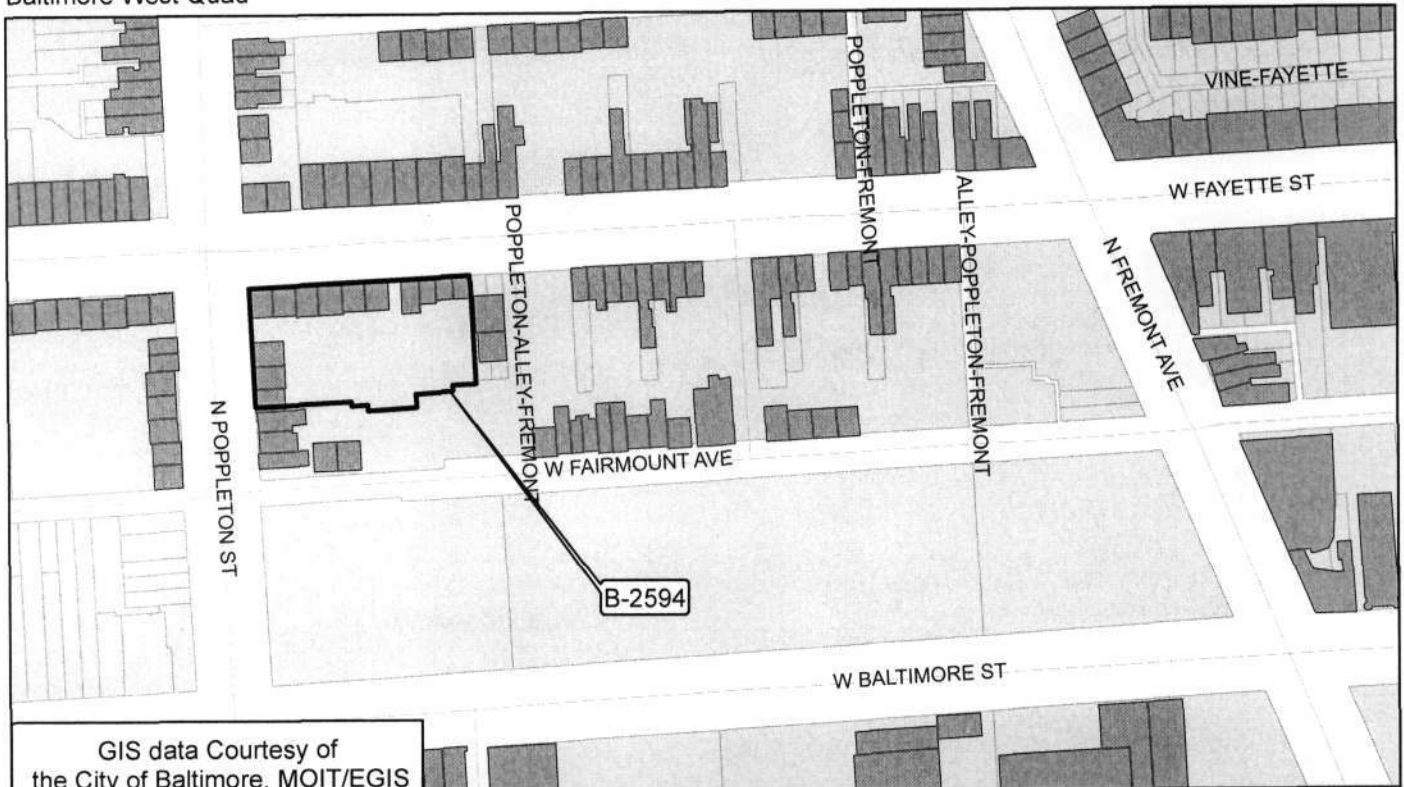 Baltimore West Quad
POPPLETON-FREMONT
VINE-FAYETTE
W FAYETTE ST
POPPLETON-ALLEY-FREMONT
ALLEY-POPPLETON-FREMONT
N FREMONT AVE
N POPPLETON ST
W FAIRMOUNT AVE
B-2594
W BALTIMORE ST
GIS data Courtesy of
the City of Baltimore, MOIT/EGIS